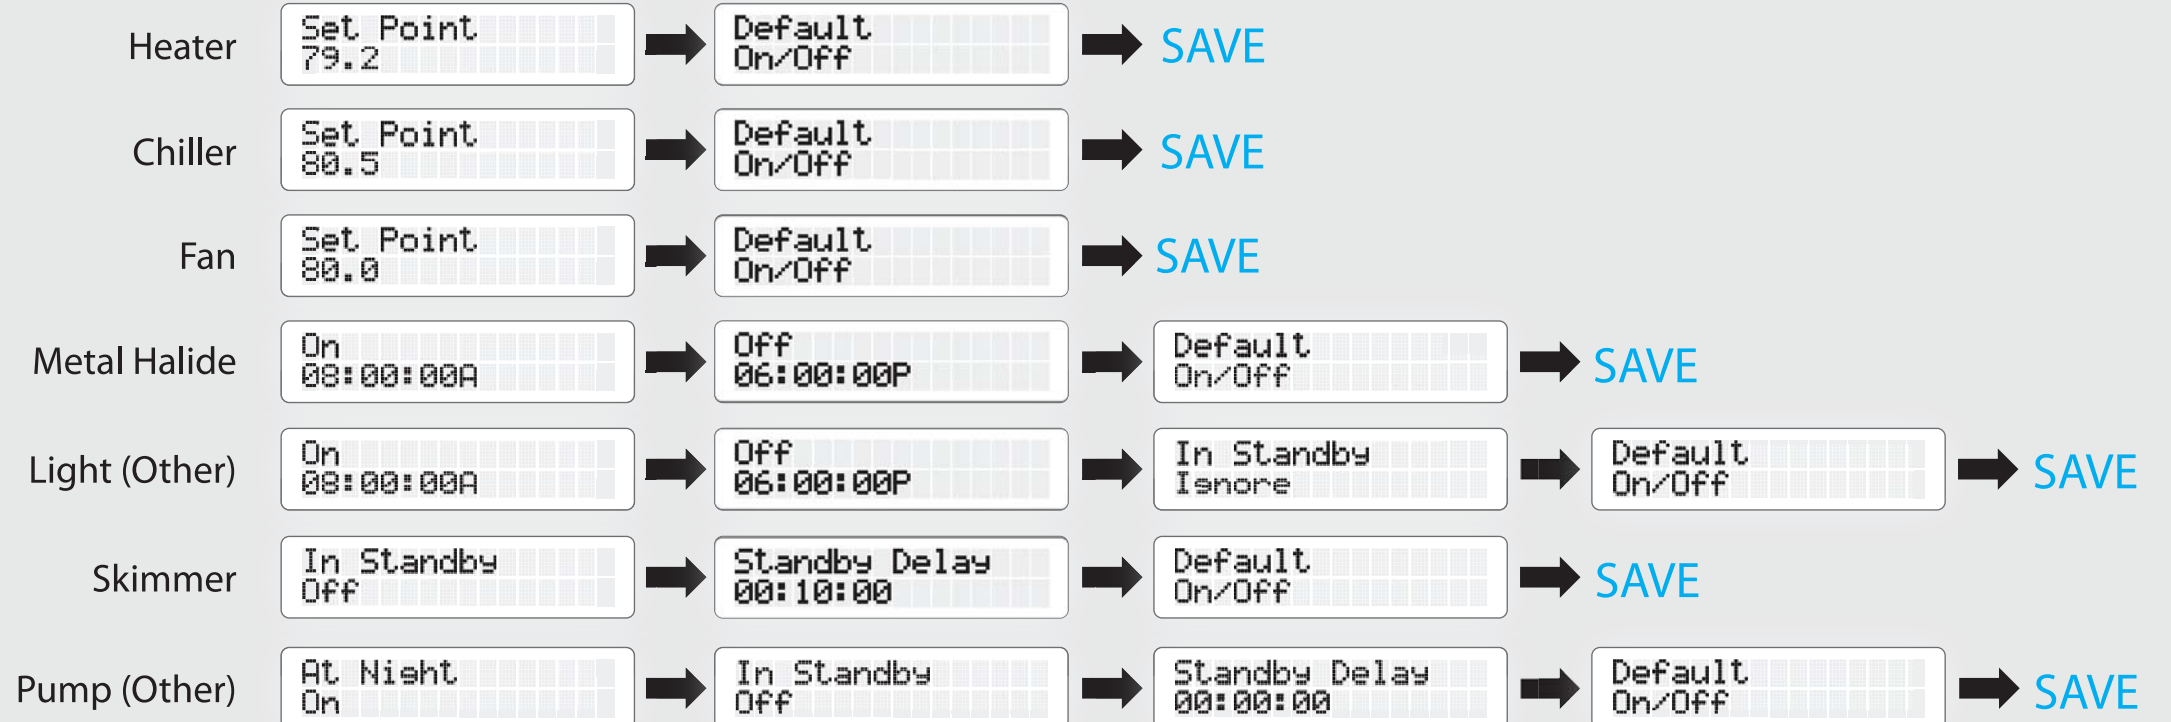 Heater
Set Point
79.2
Default
On/Off
SAVE
Chiller
Set Point
80.5
Default
On/Off
SAVE
Fan
Set Point
80.0
Default
On/Off
SAVE
Metal Halide
On
08:00:00A
Off
06:00:00P
Default
On/Off
SAVE
Light (Other)
On
08:00:00A
Off
06:00:00P
In Standby
Ignore
Default
On/Off
SAVE
Skimmer
In Standby
Off
Standby Delay
00:10:00
Default
On/Off
SAVE
Pump (Other)
At Night
On
In Standby
Off
Standby Delay
00:00:00
Default
On/Off
SAVE